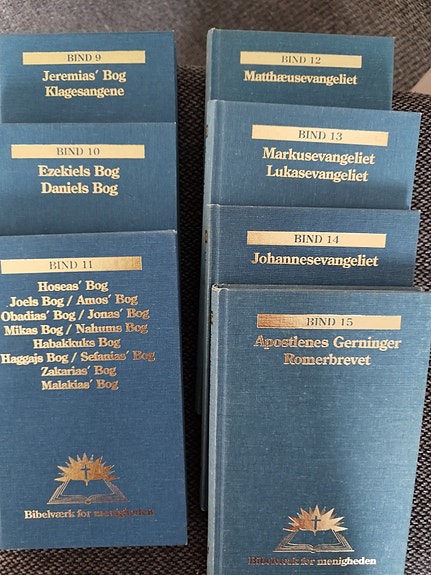 BIND 9
Jeremias' Bog
Klagesangene
BIND 10
Ezekiels Bog
Daniels Bog
BIND 11
Hoseas' Bog
Joels Bog / Amos' Bog
Obadias' Bog / Jonas' Bog
Mikas Bog / Nahums Bog
Habakkuks Bog
Haggajs Bog / Sefanias' Bog
Zakarias' Bog
Malakias' Bog
Bibelværk for menigheden
BIND 12
Matthæusevangeliet
BIND 13
Markusevangeliet
Lukasevangeliet
BIND 14
Johannesevangeliet
BIND 15
Apostlenes Gerninger
Romerbrevet
Bibelværk for menigheden